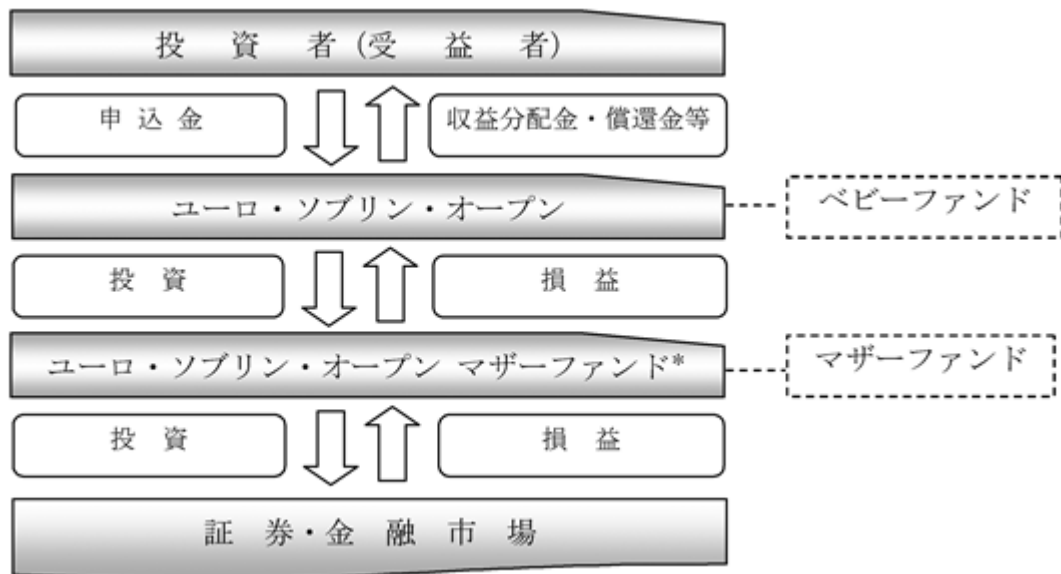 投資者(受益者)
申込金
収益分配金・償還金等
ユーロ・ソブリン・オープン
ベビーファンド
投資
損益
ユーロ・ソブリン・オープン マザーファンド*
マザーファンド
投資
損益
証券・金融市場